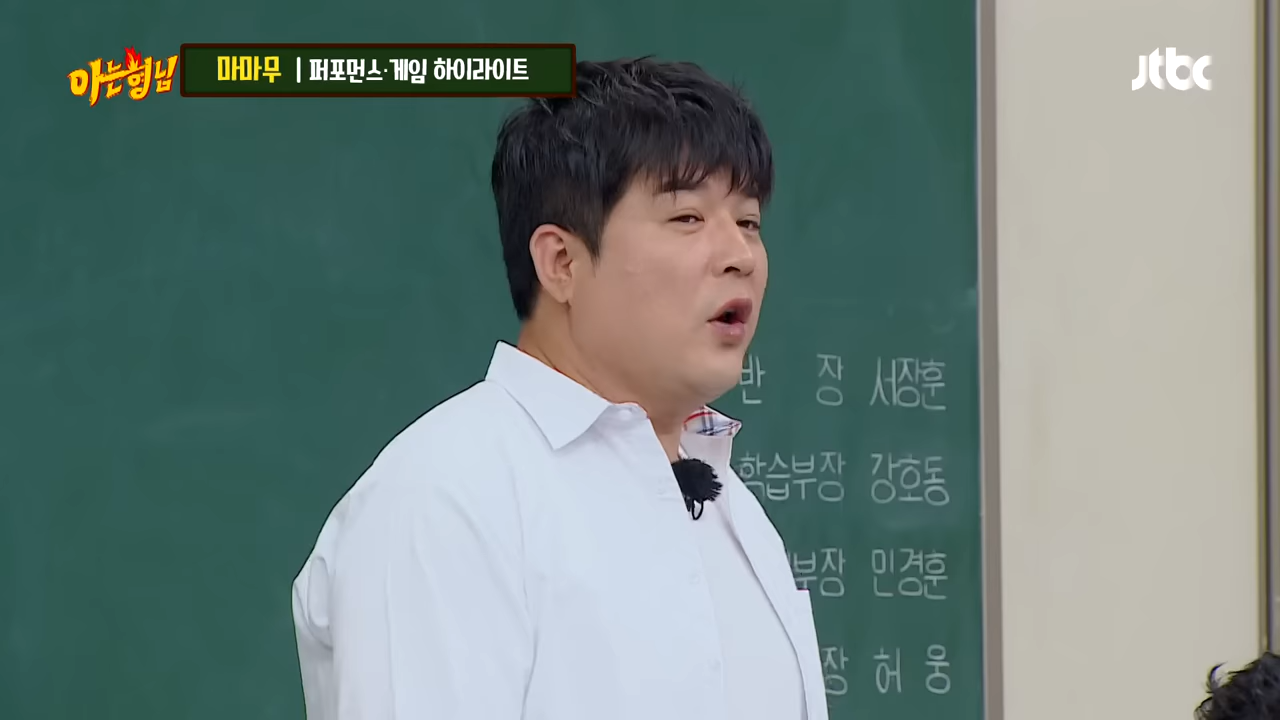 아는형님
마마무 | 퍼포먼스·게임 하이라이트
jtbc
반 장 서장훈
학습부장 강호동
부장 민경훈
장 허 웅